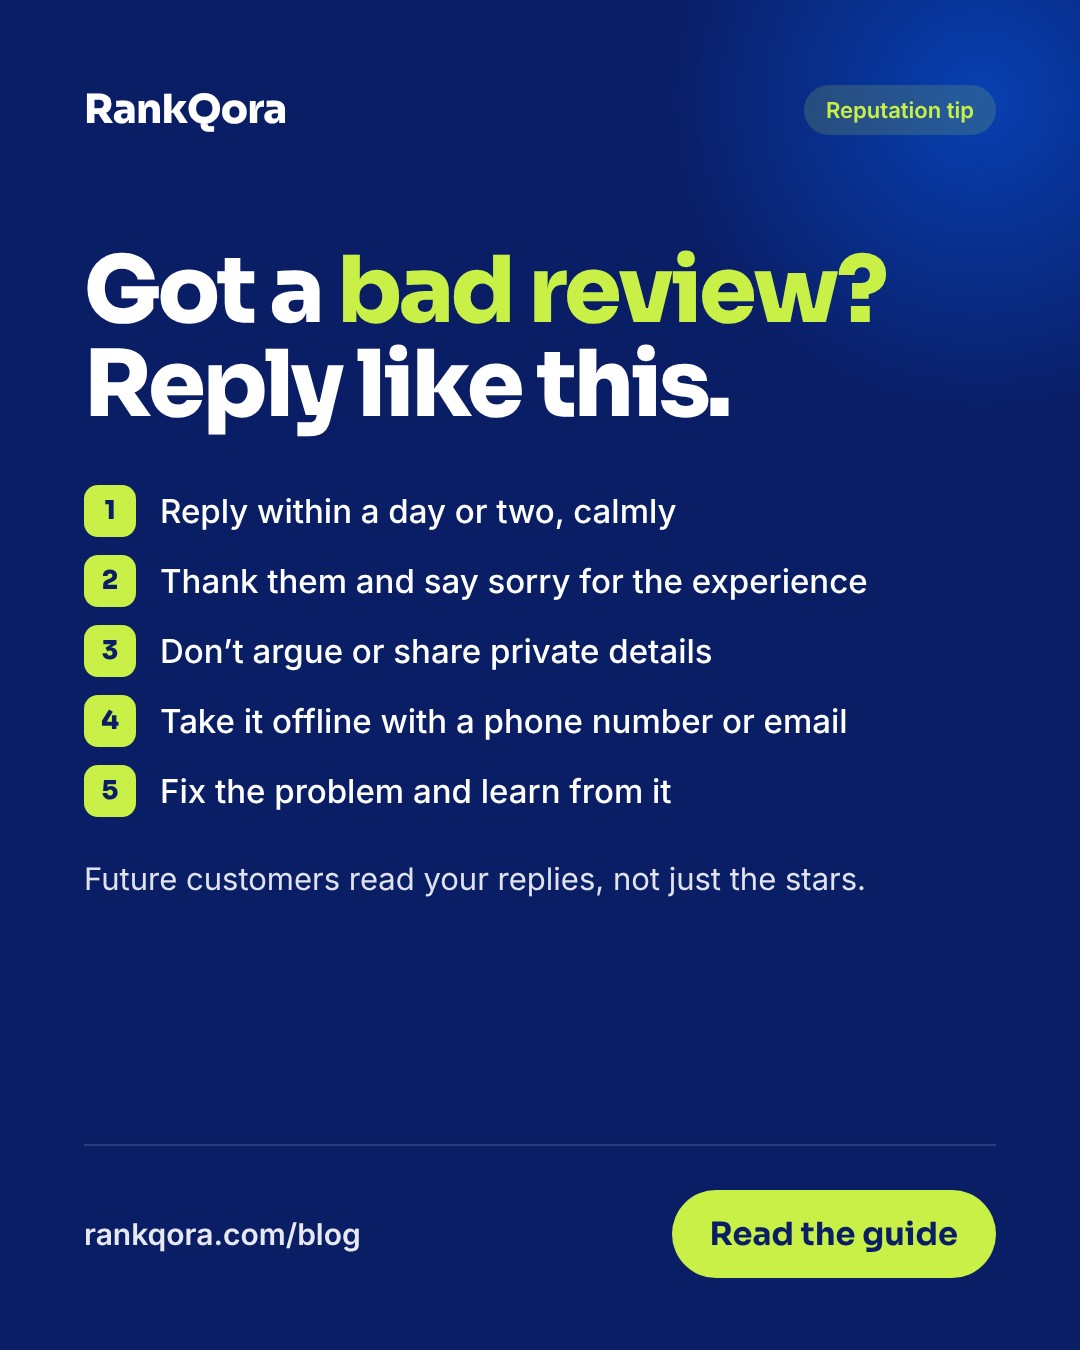 RankQora
Reputation tip
Got a bad review?
Reply like this.
1 Reply within a day or two, calmly
2 Thank them and say sorry for the experience
3 Don’t argue or share private details
4 Take it offline with a phone number or email
5 Fix the problem and learn from it
Future customers read your replies, not just the stars.
rankqora.com/blog
Read the guide